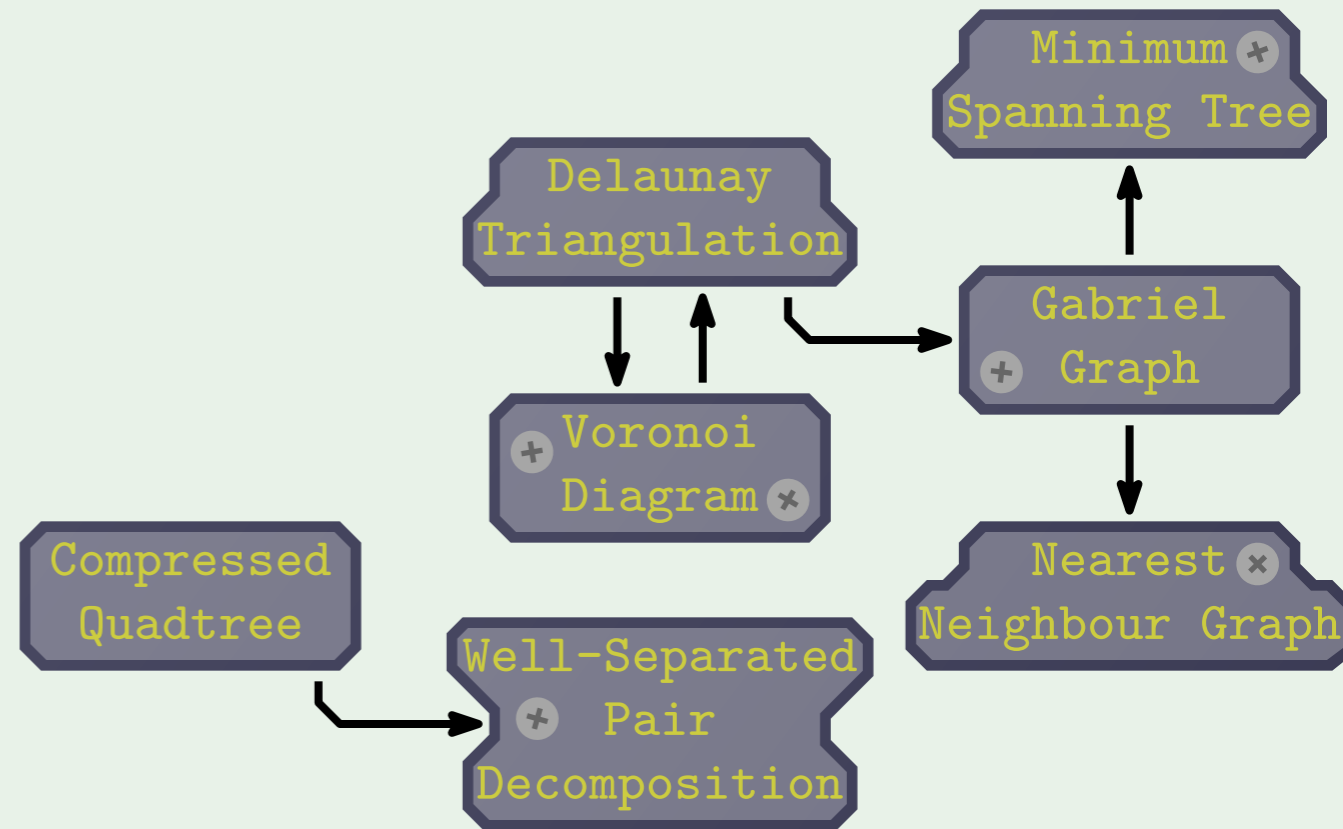 Minimum
Spanning Tree
Delaunay
Triangulation
Gabriel
Graph
Voronoi
Diagram
Compressed
Quadtree
Nearest
Neighbour Graph
Well-Separated
Pair
Decomposition